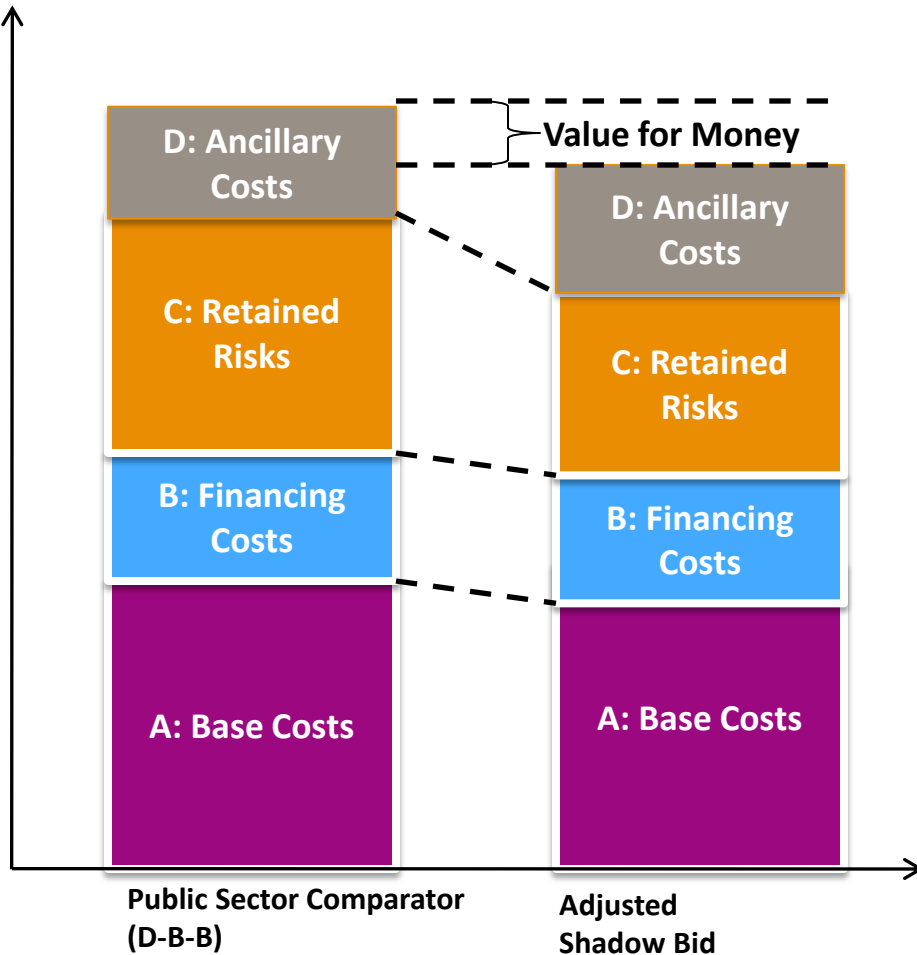 D: Ancillary
Costs
Value for Money
D: Ancillary
Costs
C: Retained
Risks
C: Retained
Risks
B: Financing
Costs
B: Financing
Costs
A: Base Costs
A: Base Costs
Public Sector Comparator
(D-B-B)
Adjusted
Shadow Bid